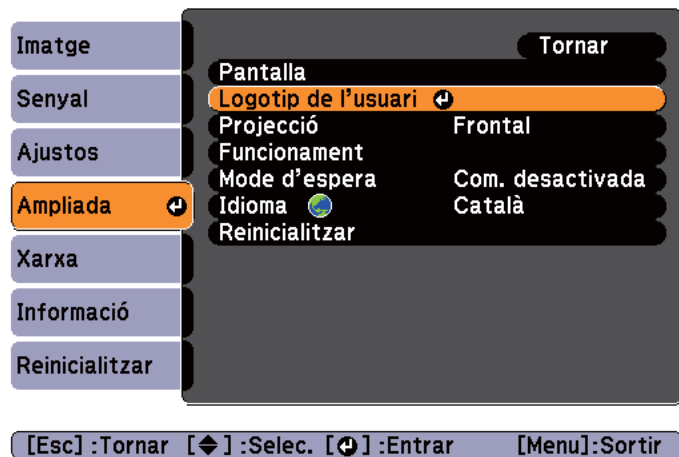 Imatge
Senyal
Ajustos
Ampliada
Xarxa
Informació
Reinicialitzar
Tornar
Pantalla
Logotip de l'usuari
Projecció Frontal
Funcionament
Mode d'espera Com. desactivada
Idioma Català
Reinicialitzar
[Esc] :Tornar [ ] :Selec. [ ] :Entrar [Menu]:Sortir